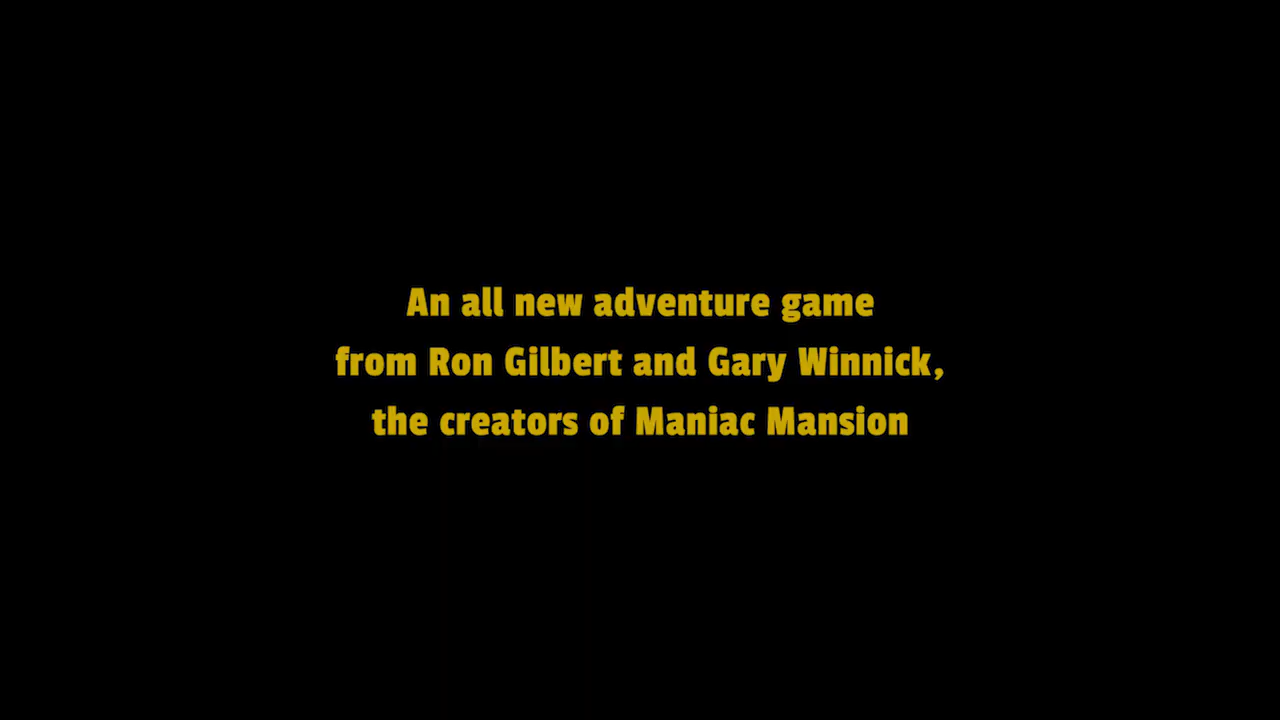 An all new adventure game
from Ron Gilbert and Gary Winnick,
the creators of Maniac Mansion